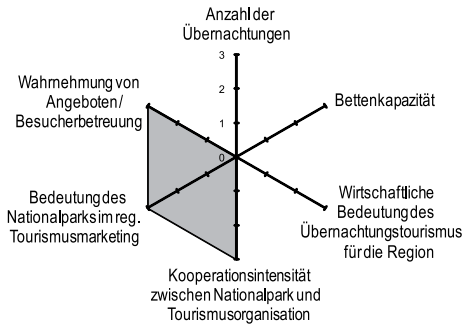 Anzahl der
Übernachtungen
3
2
1
0
Wahrnehmung von
Angeboten /
Besucherbetreuung
Bettenkapazität
Bedeutung des
Nationalparks im reg.
Tourismusmarketing
Wirtschaftliche
Bedeutung des
Übernachtungstourismus
für die Region
Kooperationsintensität
zwischen Nationalpark und
Tourismusorganisation